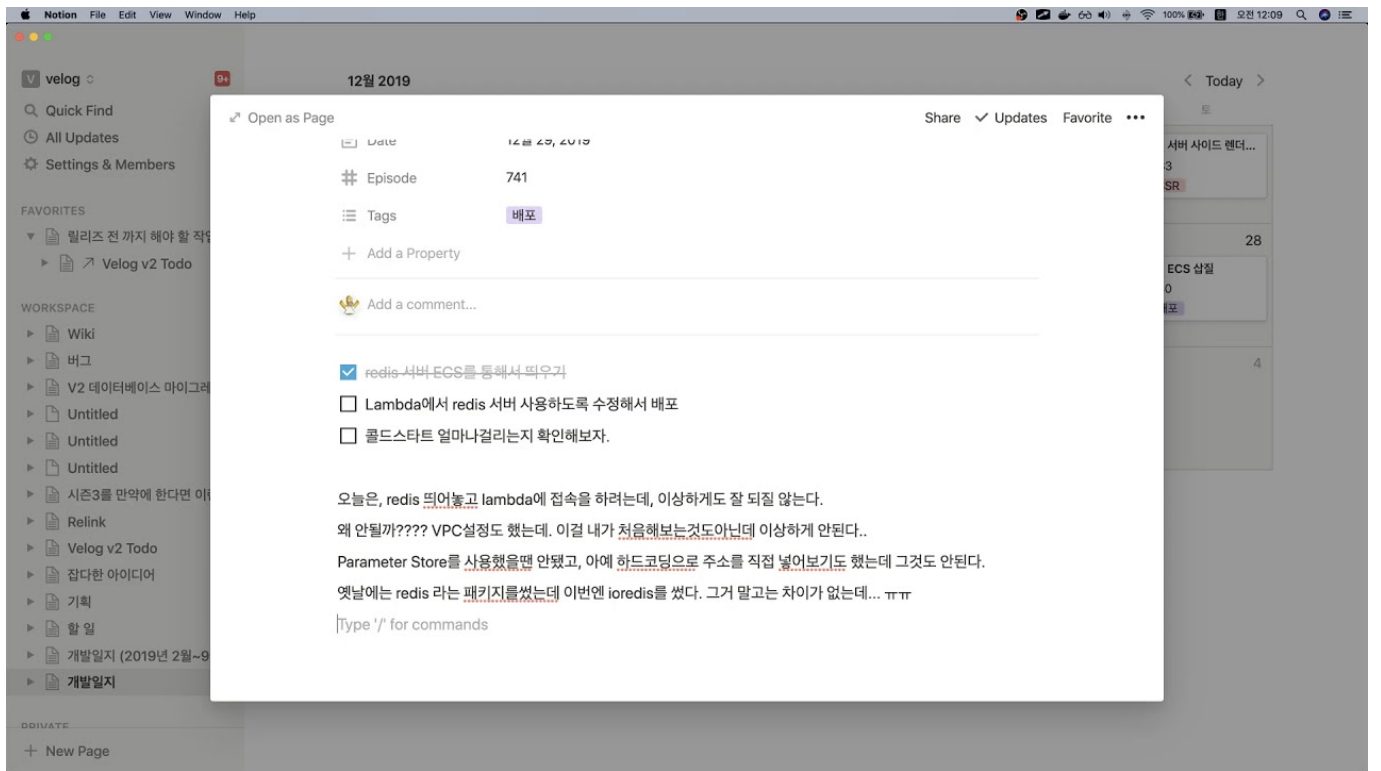 Notion File Edit View Window Help
100% 오전 12:09
V velog 9+
12월 2019
Today
Quick Find
All Updates
Settings & Members
FAVORITES
릴리즈 전 까지 해야 할 작업
Velog v2 Todo
WORKSPACE
Wiki
버그
V2 데이터베이스 마이그레
Untitled
Untitled
Untitled
시즌3를 만약에 한다면
Relink
Velog v2 Todo
잡다한 아이디어
기획
할 일
개발일지 (2019년 2월~9
개발일지
PRIVATE
New Page
Open as Page
Share Updates Favorite •••
Date 12월 29, 2019
Episode 741
Tags 배포
Add a Property
Add a comment...
redis 서버 ECS를 통해서 띄우기
Lambda에서 redis 서버 사용하도록 수정해서 배포
콜드스타트 얼마나걸리는지 확인해보자.
오늘은, redis 띄어놓고 lambda에 접속을 하려는데, 이상하게도 잘 되질 않는다.
왜 안될까???? VPC설정도 했는데. 이걸 내가 처음해보는것도아닌데 이상하게 안된다..
Parameter Store를 사용했을땐 안됐고, 아예 하드코딩으로 주소를 직접 넣어보기도 했는데 그것도 안된다.
옛날에는 redis 라는 패키지를썼는데 이번엔 ioredis를 썼다. 그거 말고는 차이가 없는데... ㅠㅠ
Type '/' for commands
토
서버 사이드 렌더...
3
SR
28
ECS 삽질
0
포
4